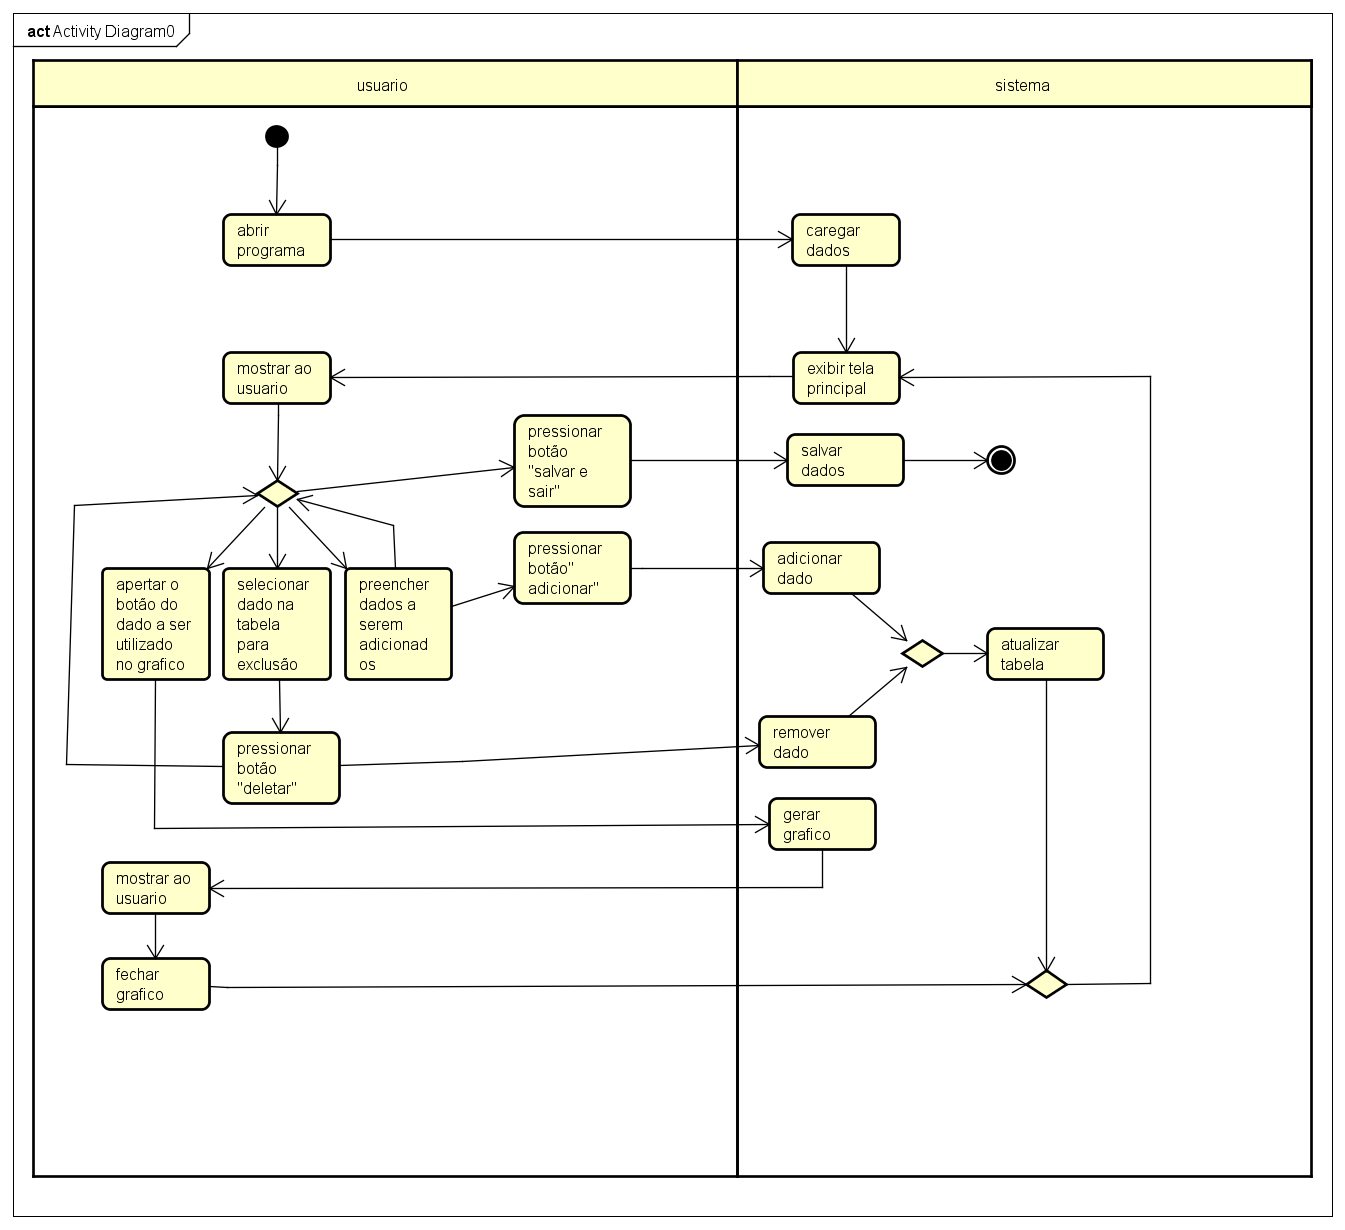 act Activity Diagram0
usuario
sistema
abrir
programa
caregar
dados
mostrar ao
usuario
exibir tela
principal
pressionar
botão
"salvar e
sair"
salvar
dados
pressionar
botão"
adicionar"
adicionar
dado
apertar o
botão do
dado a ser
utilizado
no grafico
selecionar
dado na
tabela
para
exclusão
preencher
dados a
serem
adicionad
os
atualizar
tabela
pressionar
botão
"deletar"
remover
dado
gerar
grafico
mostrar ao
usuario
fechar
grafico